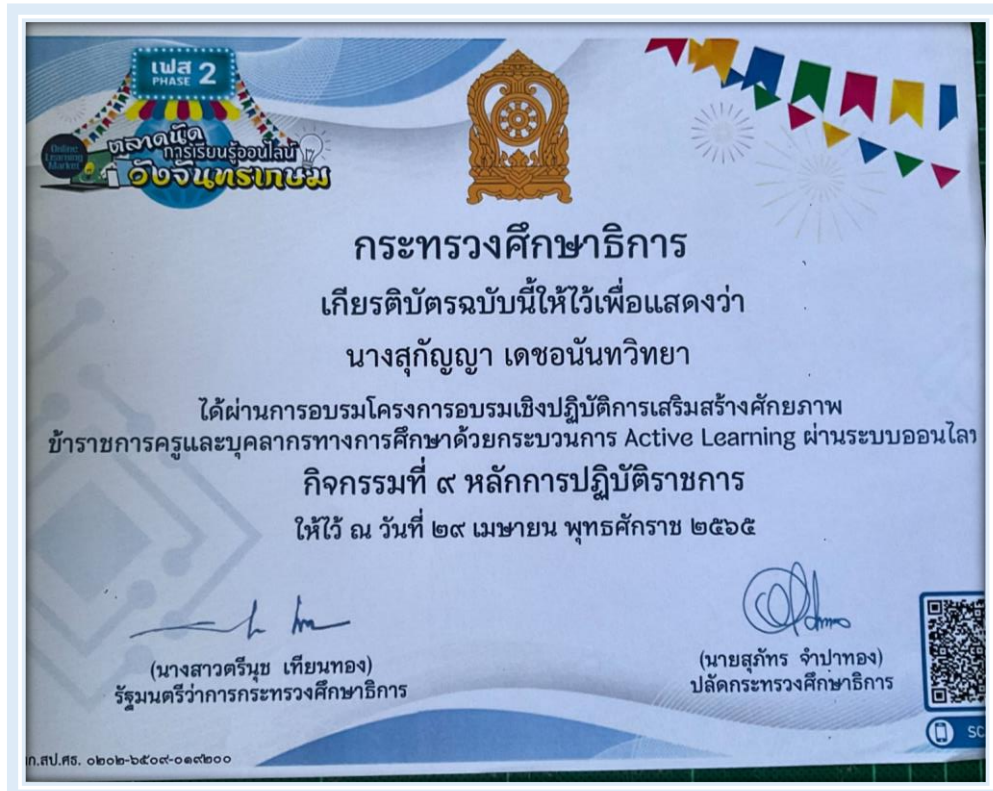 เฟส 2
PHASE
Online
Learning
Market
ตลาดนัด
การเรียนรู้ออนไลน์
วังจันทรเกษม
กระทรวงศึกษาธิการ
เกียรติบัตรฉบับนี้ให้ไว้เพื่อแสดงว่า
นางสุกัญญา เดชอนันทวิทยา
ได้ผ่านการอบรมโครงการอบรมเชิงปฏิบัติการเสริมสร้างศักยภาพ
ข้าราชการครูและบุคลากรทางการศึกษาด้วยกระบวนการ Active Learning ผ่านระบบออนไลน
กิจกรรมที่ ๙ หลักการปฏิบัติราชการ
ให้ไว้ ณ วันที่ ๒๙ เมษายน พุทธศักราช ๒๕๖๕
(นางสาวตรีนุช เทียนทอง)
รัฐมนตรีว่าการกระทรวงศึกษาธิการ
(นายสุภัทร จำปาทอง)
ปลัดกระทรวงศึกษาธิการ
SC
ก.สป.ศธ. ๐๒๐๒-๖๕๐๙-๐๑๙๒๐๐